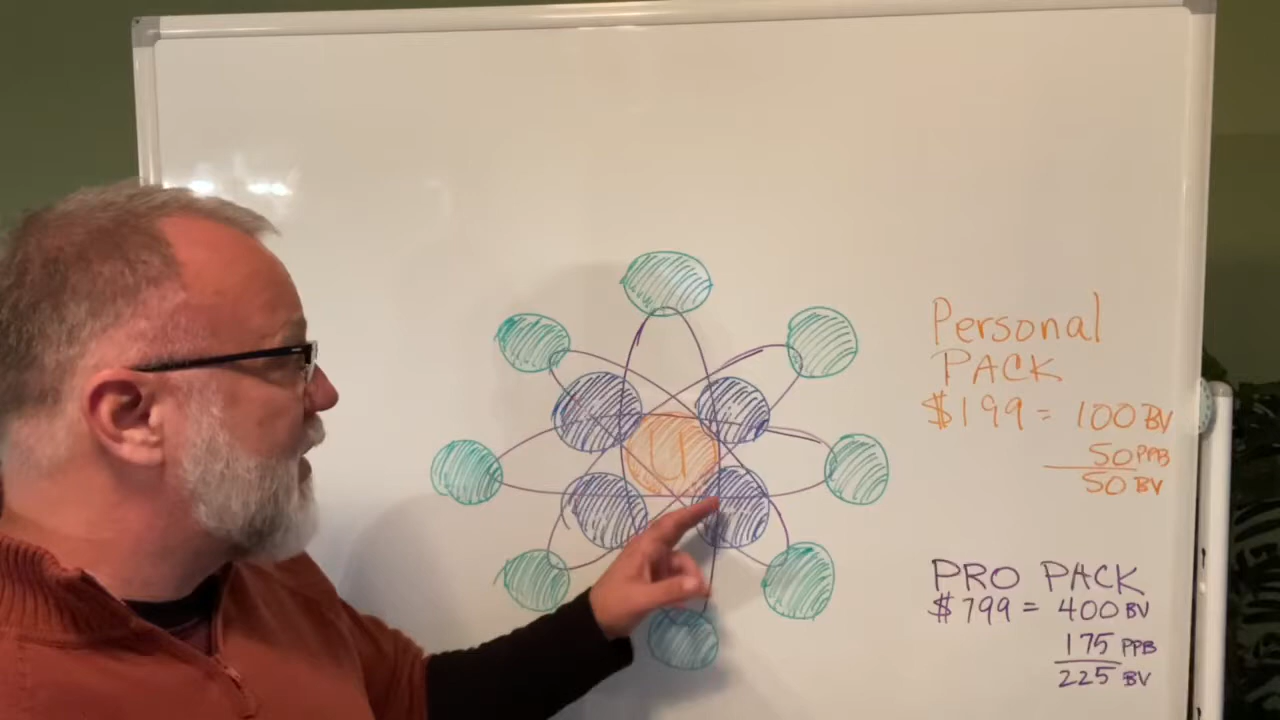 U
Personal
PACK
$199 = 100 BV
50 PPB
50 BV
PRO PACK
$799 = 400 BV
175 PPB
225 BV